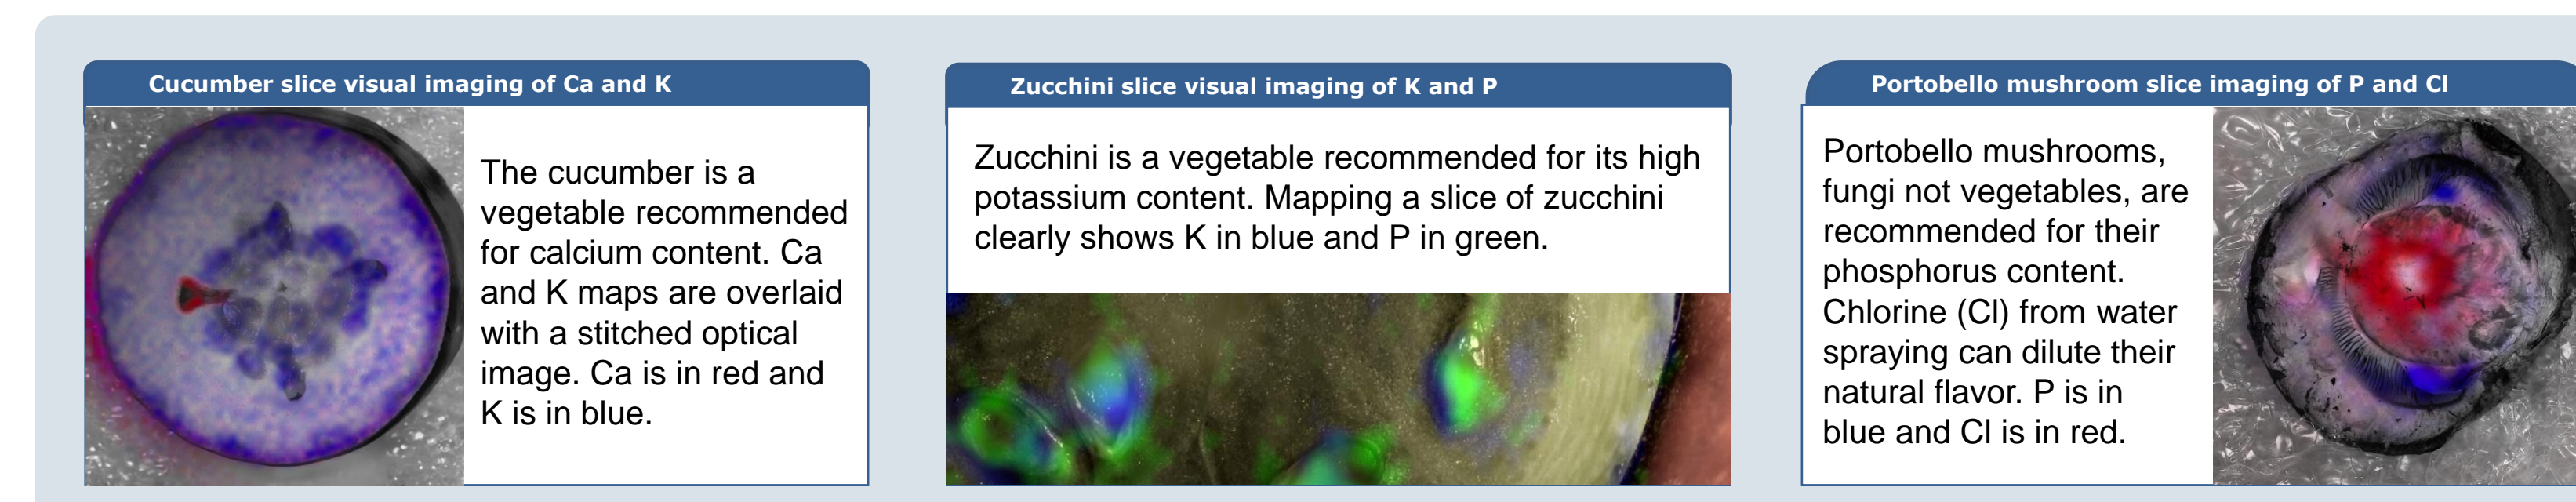 Cucumber slice visual imaging of Ca and K
The cucumber is a
vegetable recommended
for calcium content. Ca
and K maps are overlaid
with a stitched optical
image. Ca is in red and
K is in blue.
Zucchini slice visual imaging of K and P
Zucchini is a vegetable recommended for its high
potassium content. Mapping a slice of zucchini
clearly shows K in blue and P in green.
Portobello mushroom slice imaging of P and Cl
Portobello mushrooms,
fungi not vegetables, are
recommended for their
phosphorus content.
Chlorine (Cl) from water
spraying can dilute their
natural flavor. P is in
blue and Cl is in red.